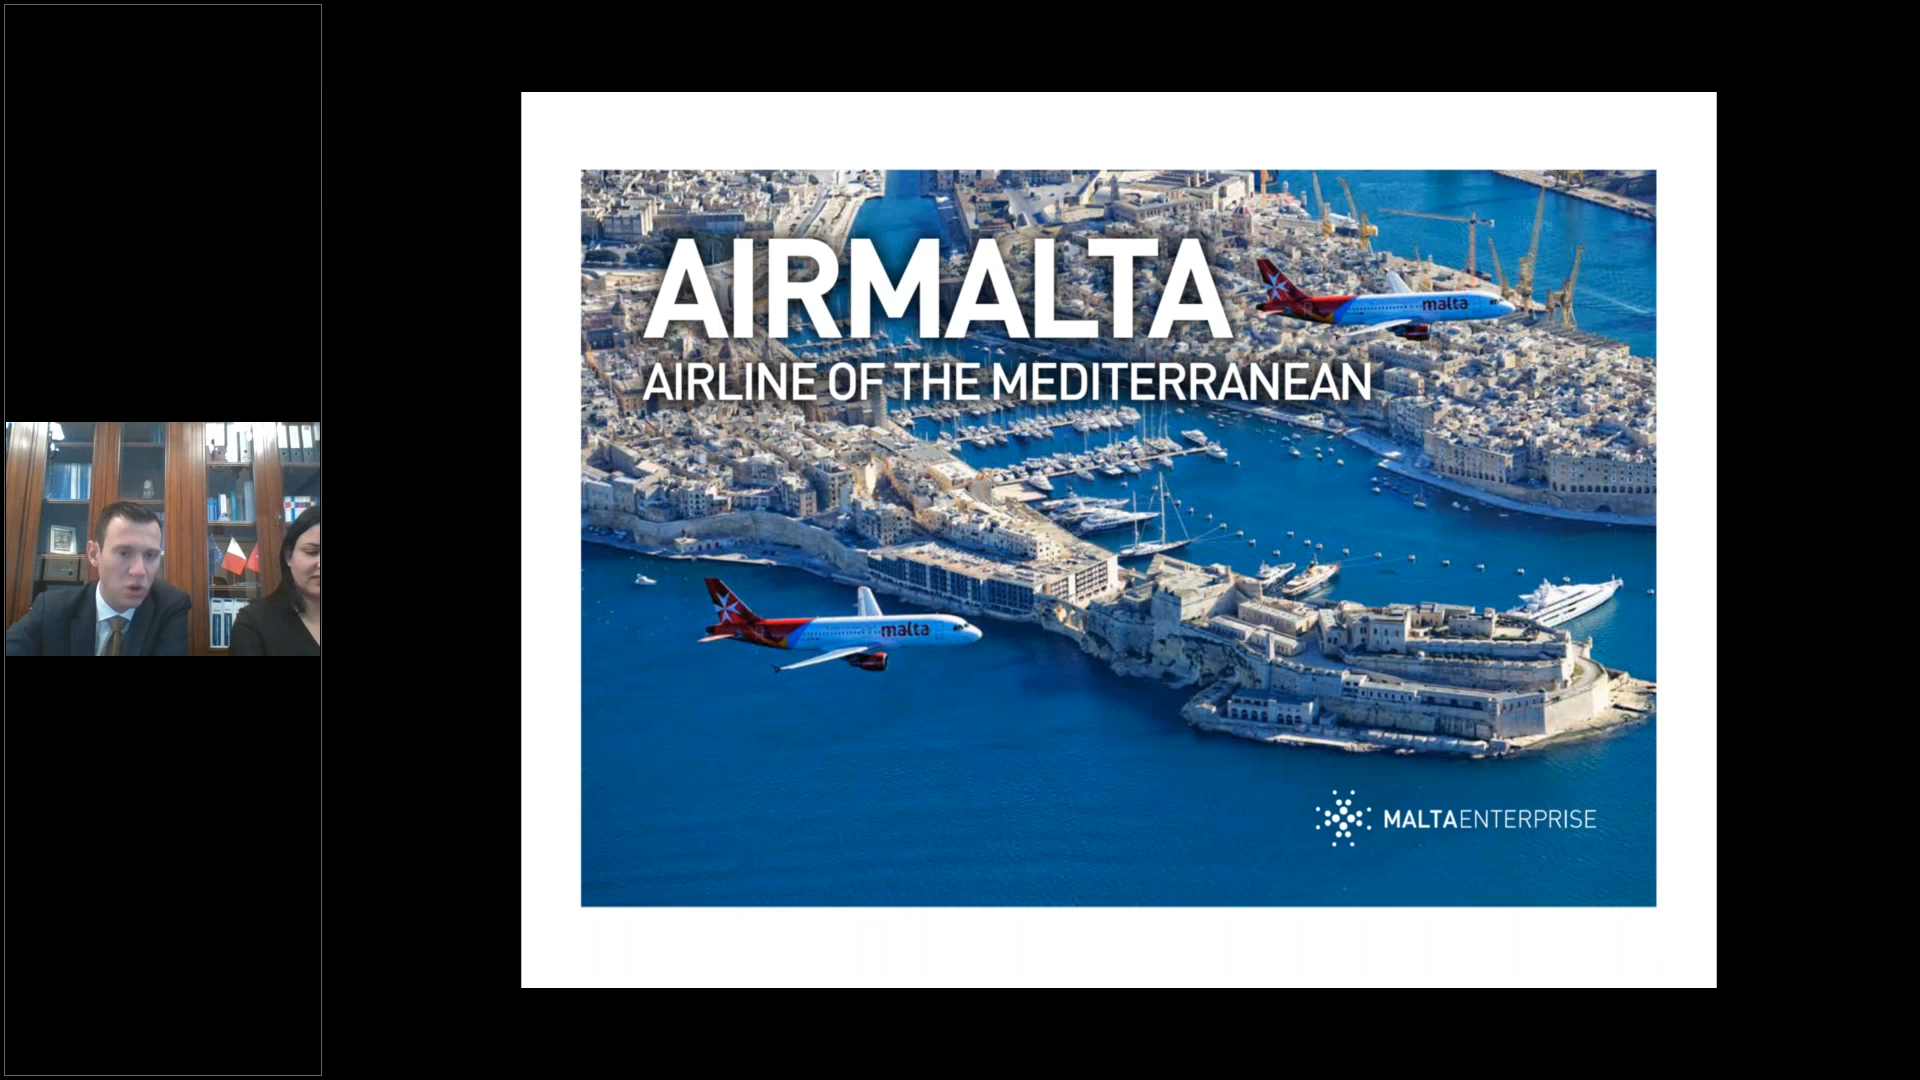 AIRMALTA
AIRLINE OF THE MEDITERRANEAN
malta
malta
MALTAENTERPRISE